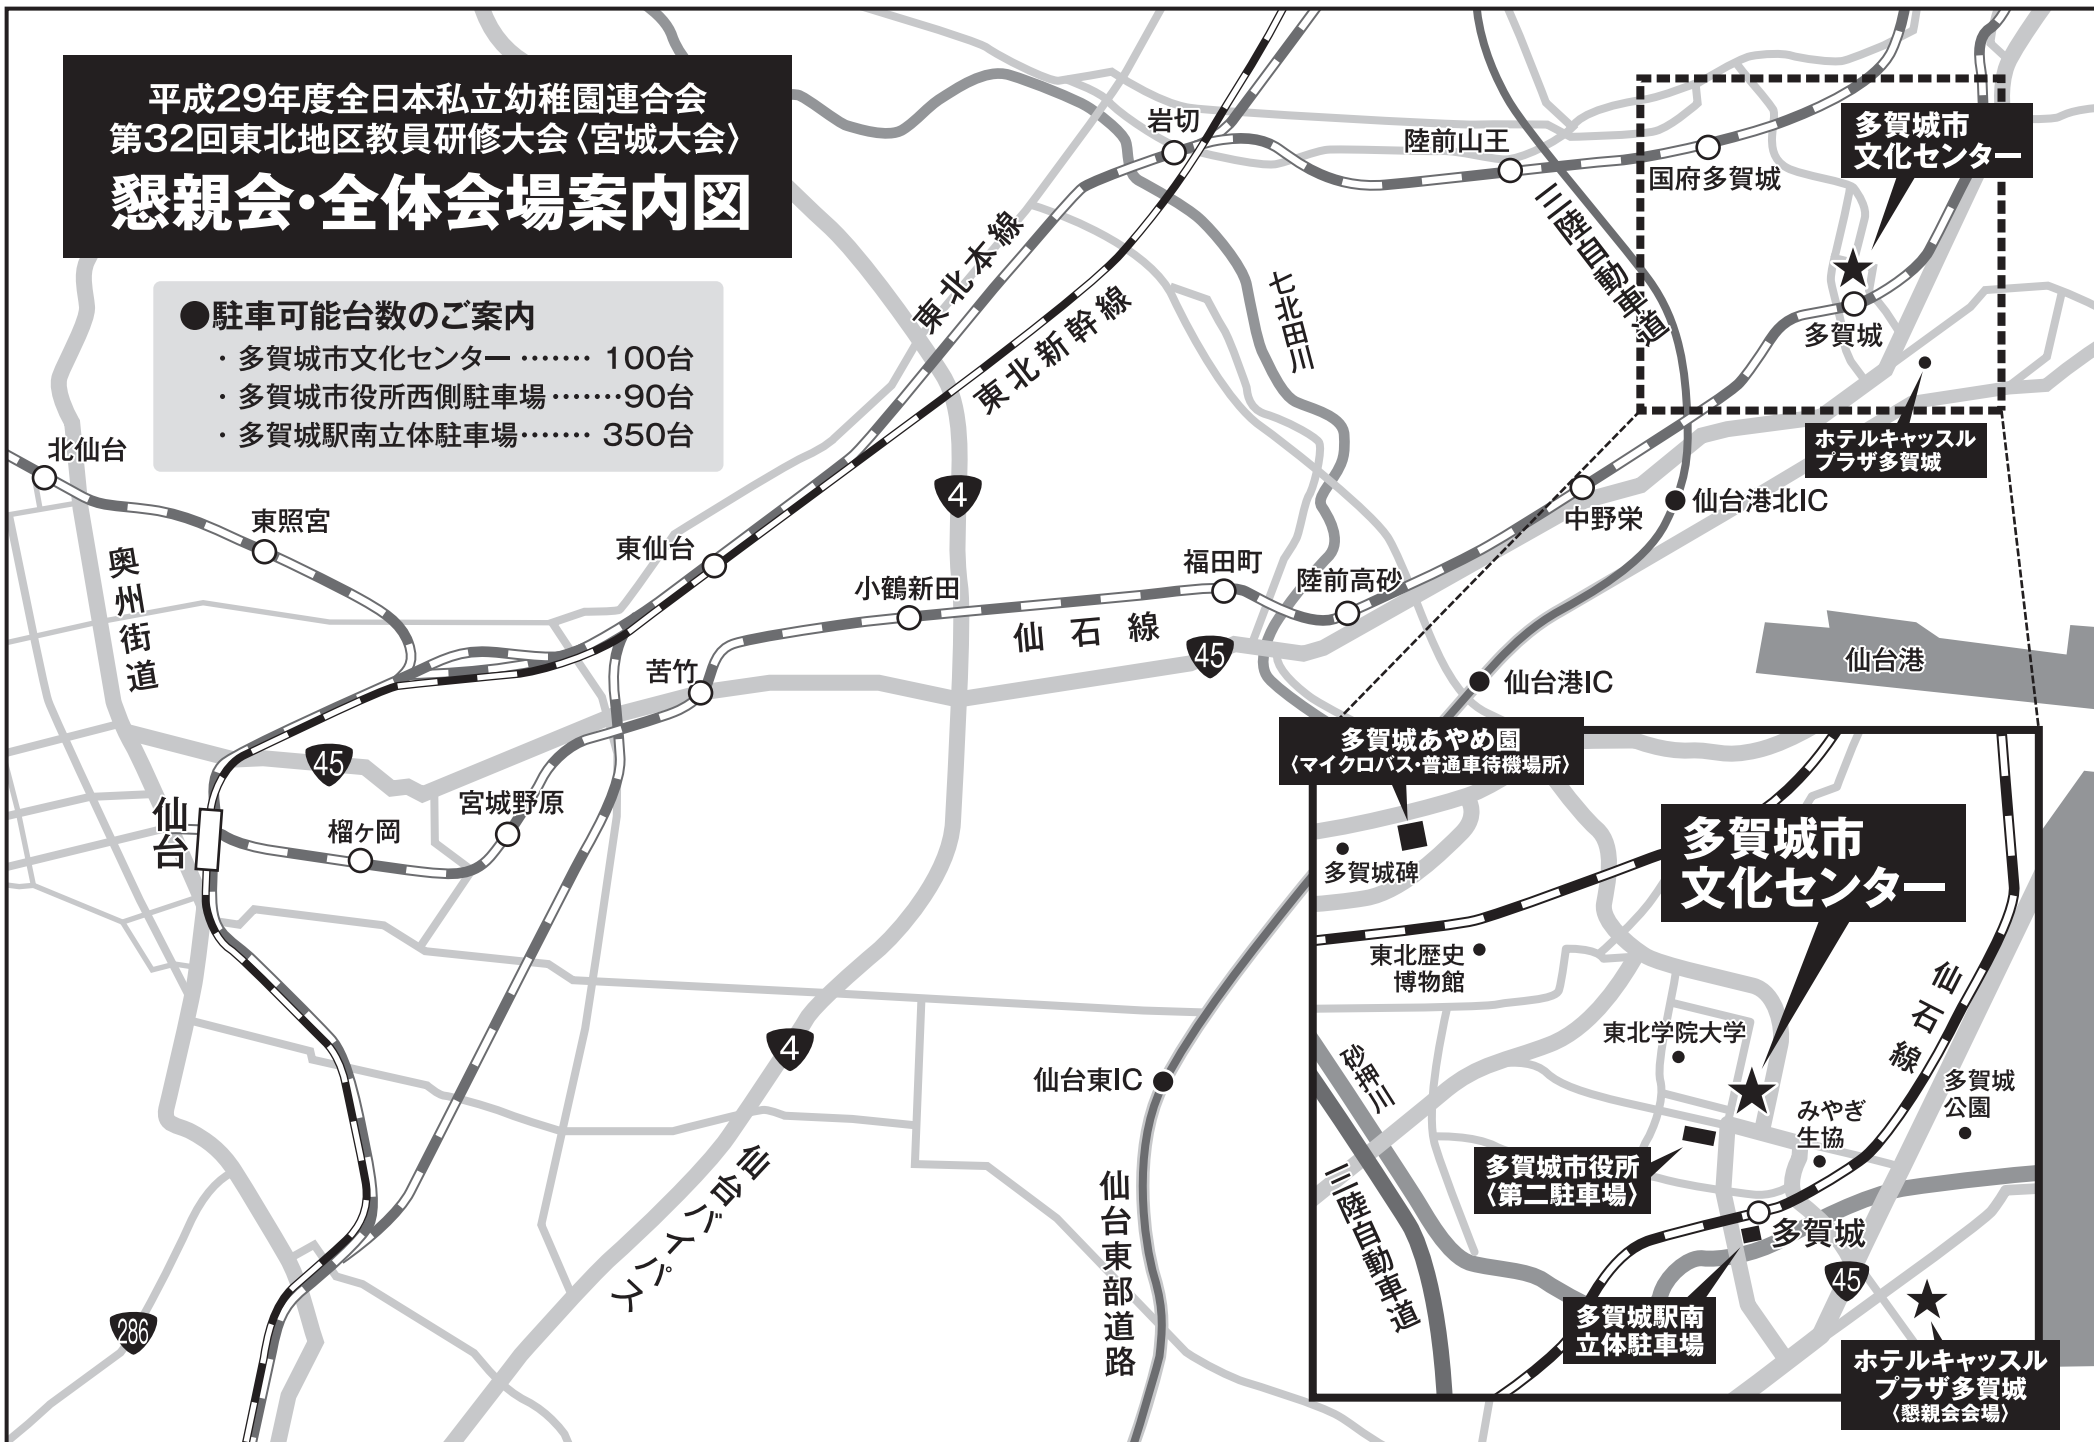 平成29年度全日本私立幼稚園連合会
第32回東北地区教員研修大会〈宮城大会〉
懇親会・全体会場案内図
●駐車可能台数のご案内
・多賀城市文化センター……… 100台
・多賀城市役所西側駐車場………90台
・多賀城駅南立体駐車場……… 350台
岩切
陸前山王
国府多賀城
多賀城市
文化センター
三陸自動車道
東北本線
東北新幹線
七北田川
多賀城
ホテルキャッスル
プラザ多賀城
北仙台
東照宮
奥州街道
東仙台
4
小鶴新田
福田町
陸前高砂
中野栄
仙台港北IC
仙石線
45
苦竹
仙台港IC
仙台港
45
仙台
榴ヶ岡
宮城野原
4
仙台東IC
仙台バイパス
仙台東部道路
286
多賀城あやめ園
〈マイクロバス・普通車待機場所〉
多賀城碑
多賀城市
文化センター
東北歴史
博物館
仙石線
東北学院大学
砂押川
多賀城
公園
みやぎ
生協
多賀城市役所
〈第二駐車場〉
三陸自動車道
多賀城
45
多賀城駅南
立体駐車場
ホテルキャッスル
プラザ多賀城
〈懇親会会場〉